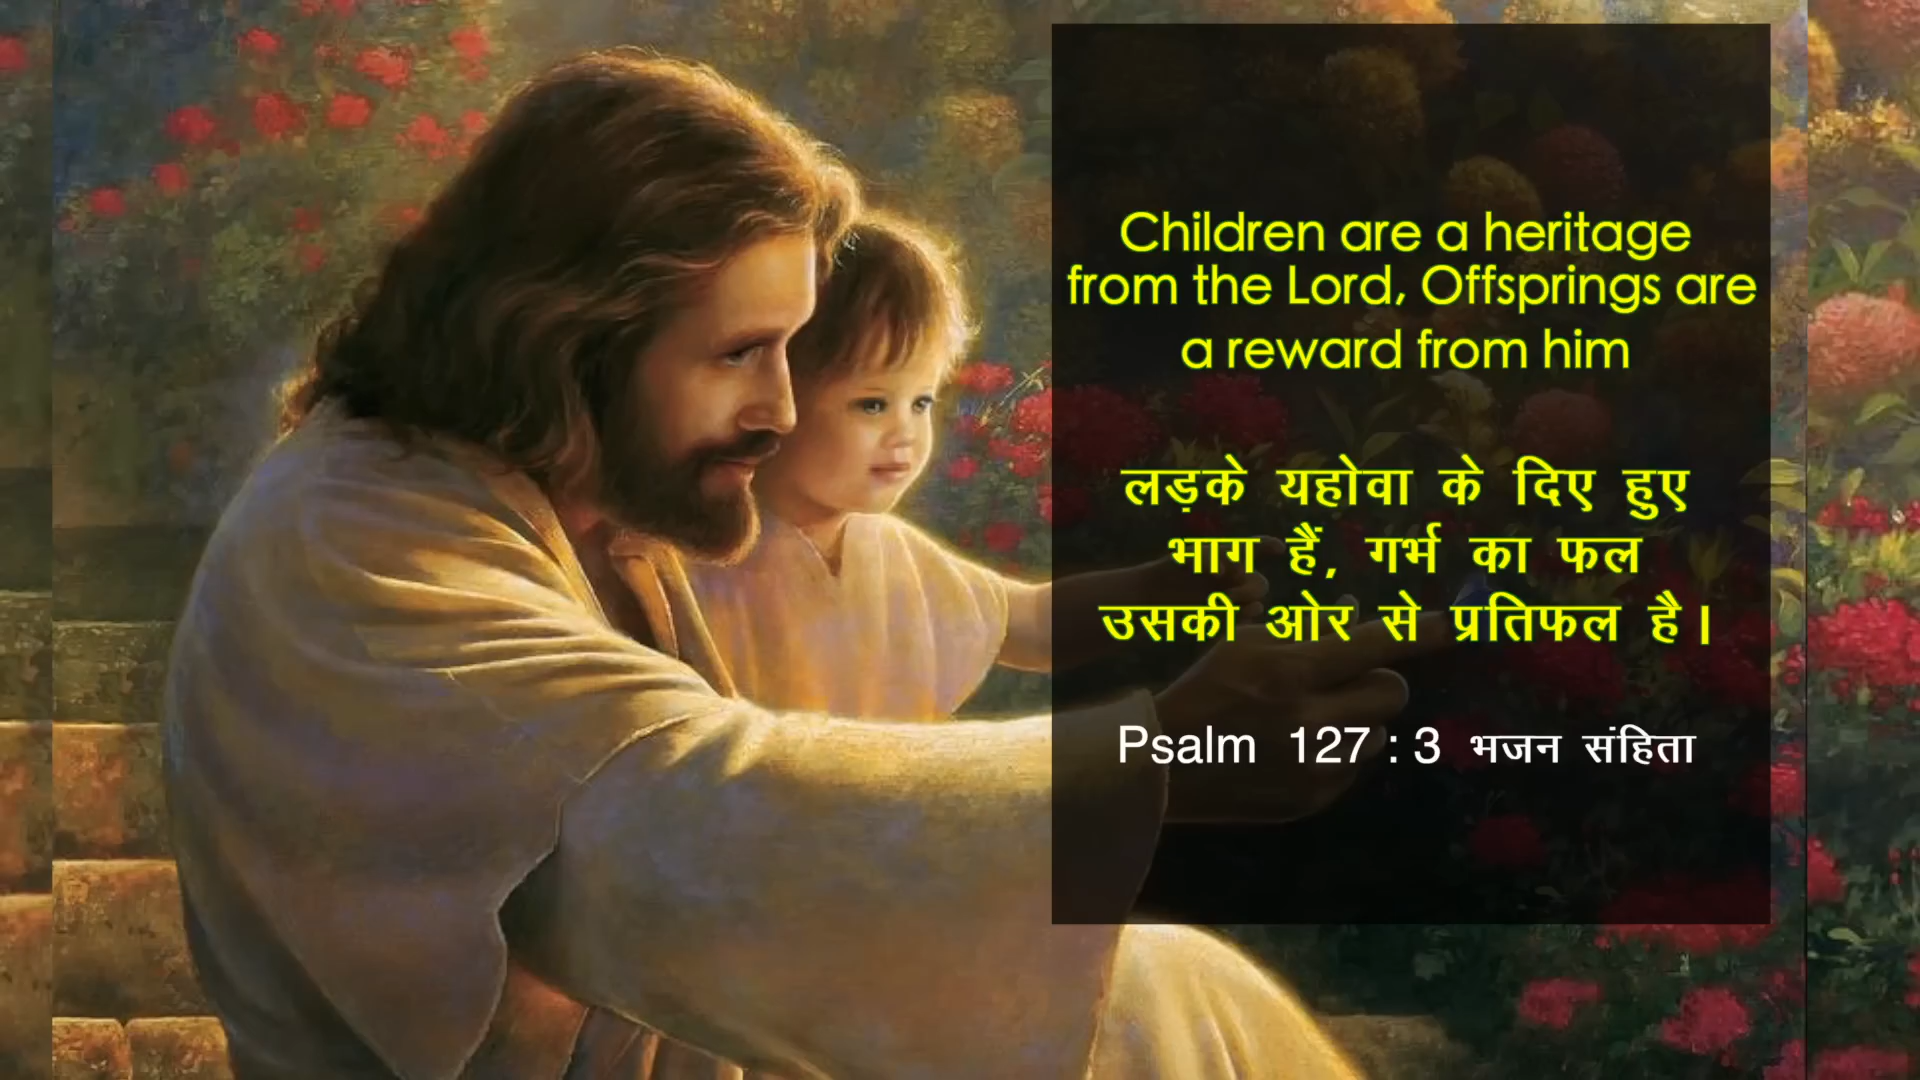 Children are a heritage
from the Lord, Offsprings are
a reward from him
लड़के यहोवा के दिए हुए
भाग हैं, गर्भ का फल
उसकी ओर से प्रतिफल है।
Psalm 127 : 3 भजन संहिता